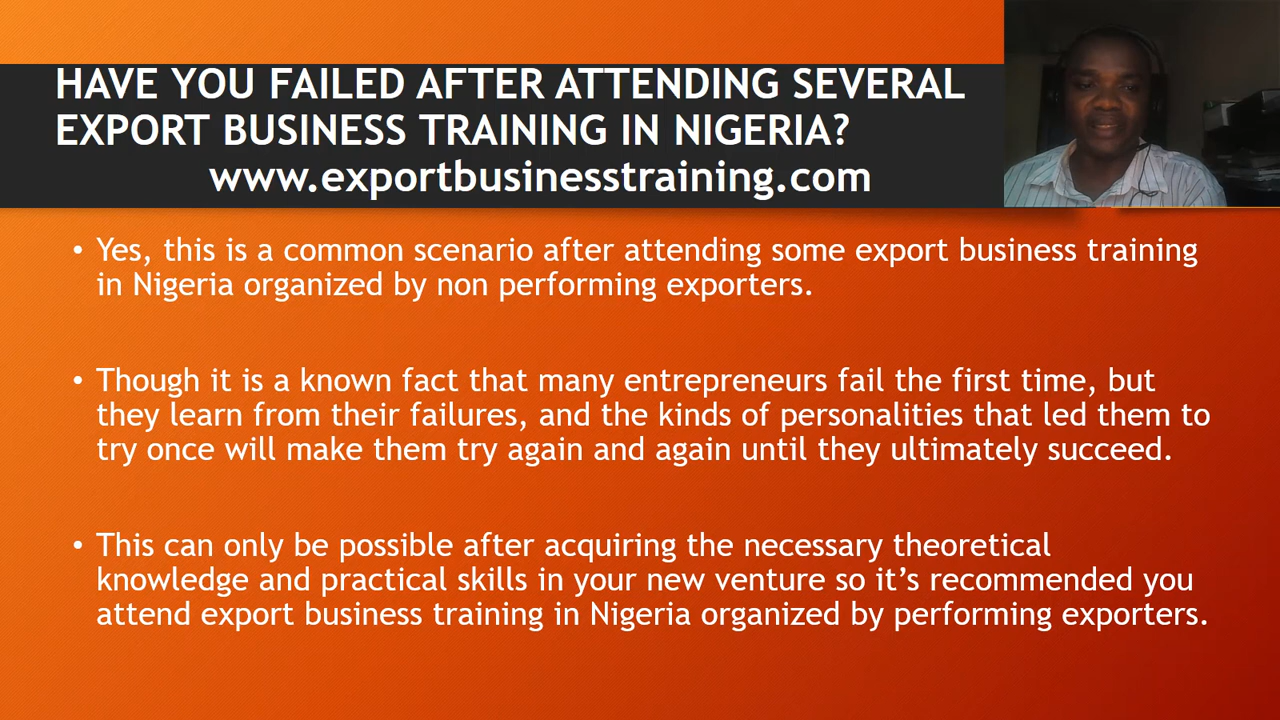 HAVE YOU FAILED AFTER ATTENDING SEVERAL
EXPORT BUSINESS TRAINING IN NIGERIA?
www.exportbusinesstraining.com
• Yes, this is a common scenario after attending some export business training
in Nigeria organized by non performing exporters.
• Though it is a known fact that many entrepreneurs fail the first time, but
they learn from their failures, and the kinds of personalities that led them to
try once will make them try again and again until they ultimately succeed.
• This can only be possible after acquiring the necessary theoretical
knowledge and practical skills in your new venture so it’s recommended you
attend export business training in Nigeria organized by performing exporters.